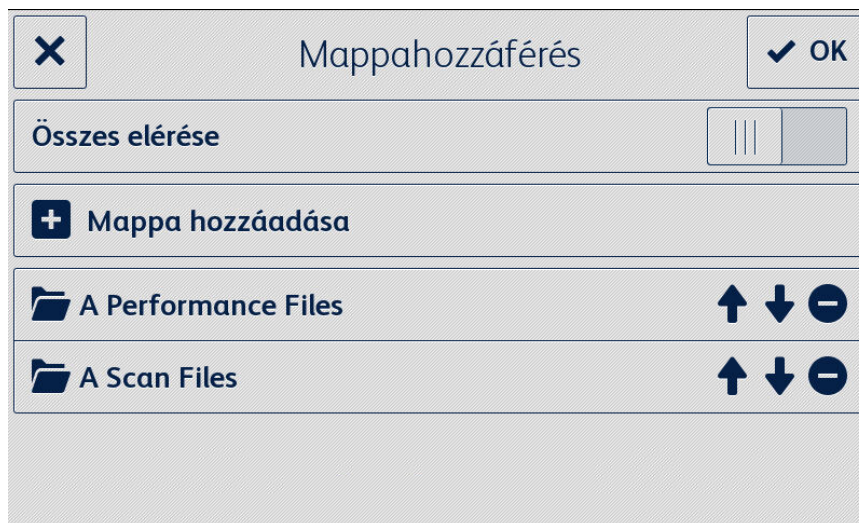 Mappahozzáférés
OK
Összes elérése
Mappa hozzáadása
A Performance Files
A Scan Files